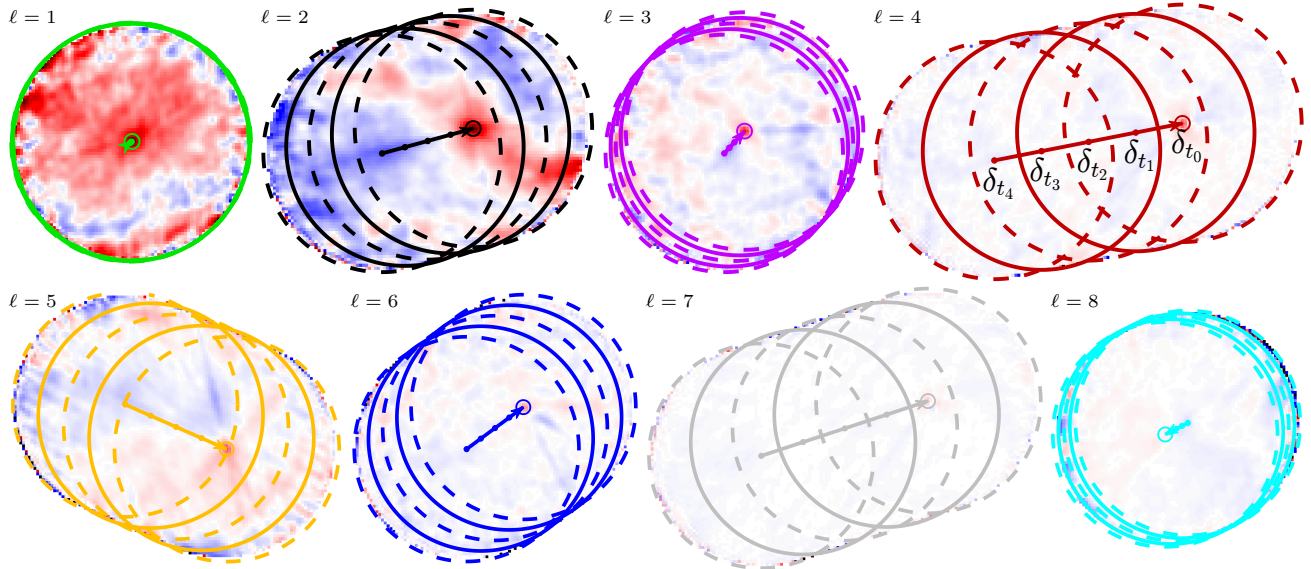 ℓ = 1
ℓ = 2
ℓ = 3
ℓ = 4
δt0
δt1
δt2
δt3
δt4
ℓ = 5
ℓ = 6
ℓ = 7
ℓ = 8